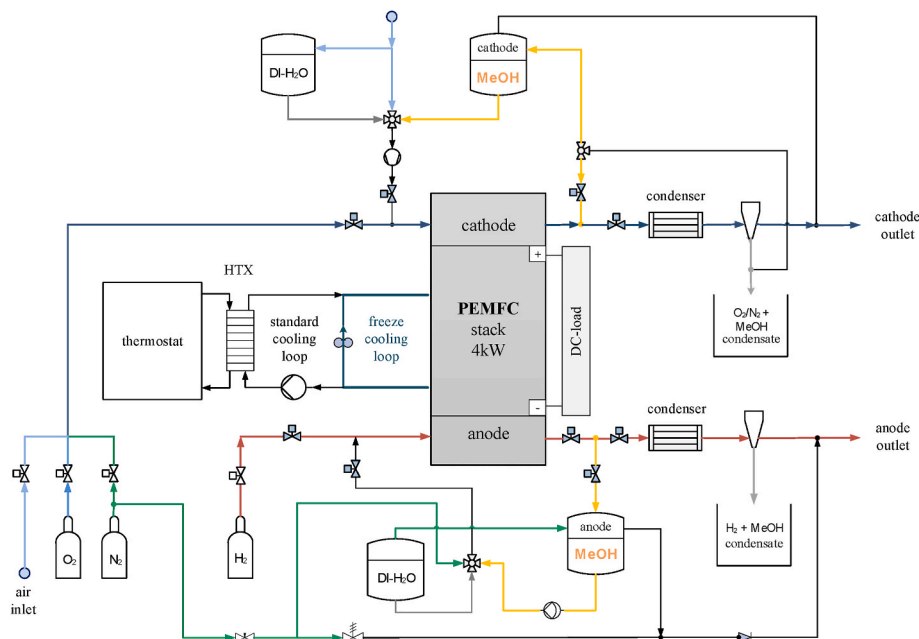 cathode
MeOH
DI-H₂O
cathode
condenser
cathode
outlet
+
HTX
PEMFC
stack
4kW
DC-load
O₂/N₂ +
MeOH
condensate
thermostat
standard
cooling
loop
freeze
cooling
loop
-
anode
condenser
anode
outlet
H₂ + MeOH
condensate
O₂
N₂
H₂
anode
MeOH
DI-H₂O
air
inlet